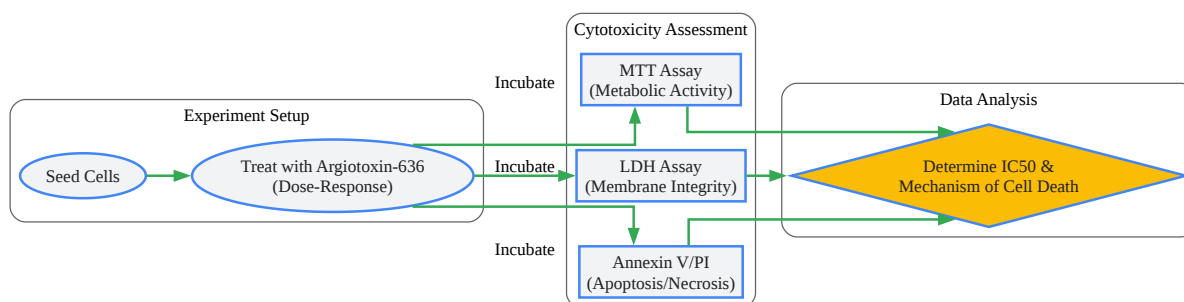 Experiment Setup
Seed Cells
Treat with Argiotoxin-636
(Dose-Response)
Incubate
Incubate
Incubate
Cytotoxicity Assessment
MTT Assay
(Metabolic Activity)
LDH Assay
(Membrane Integrity)
Annexin V/PI
(Apoptosis/Necrosis)
Data Analysis
Determine IC50 &
Mechanism of Cell Death